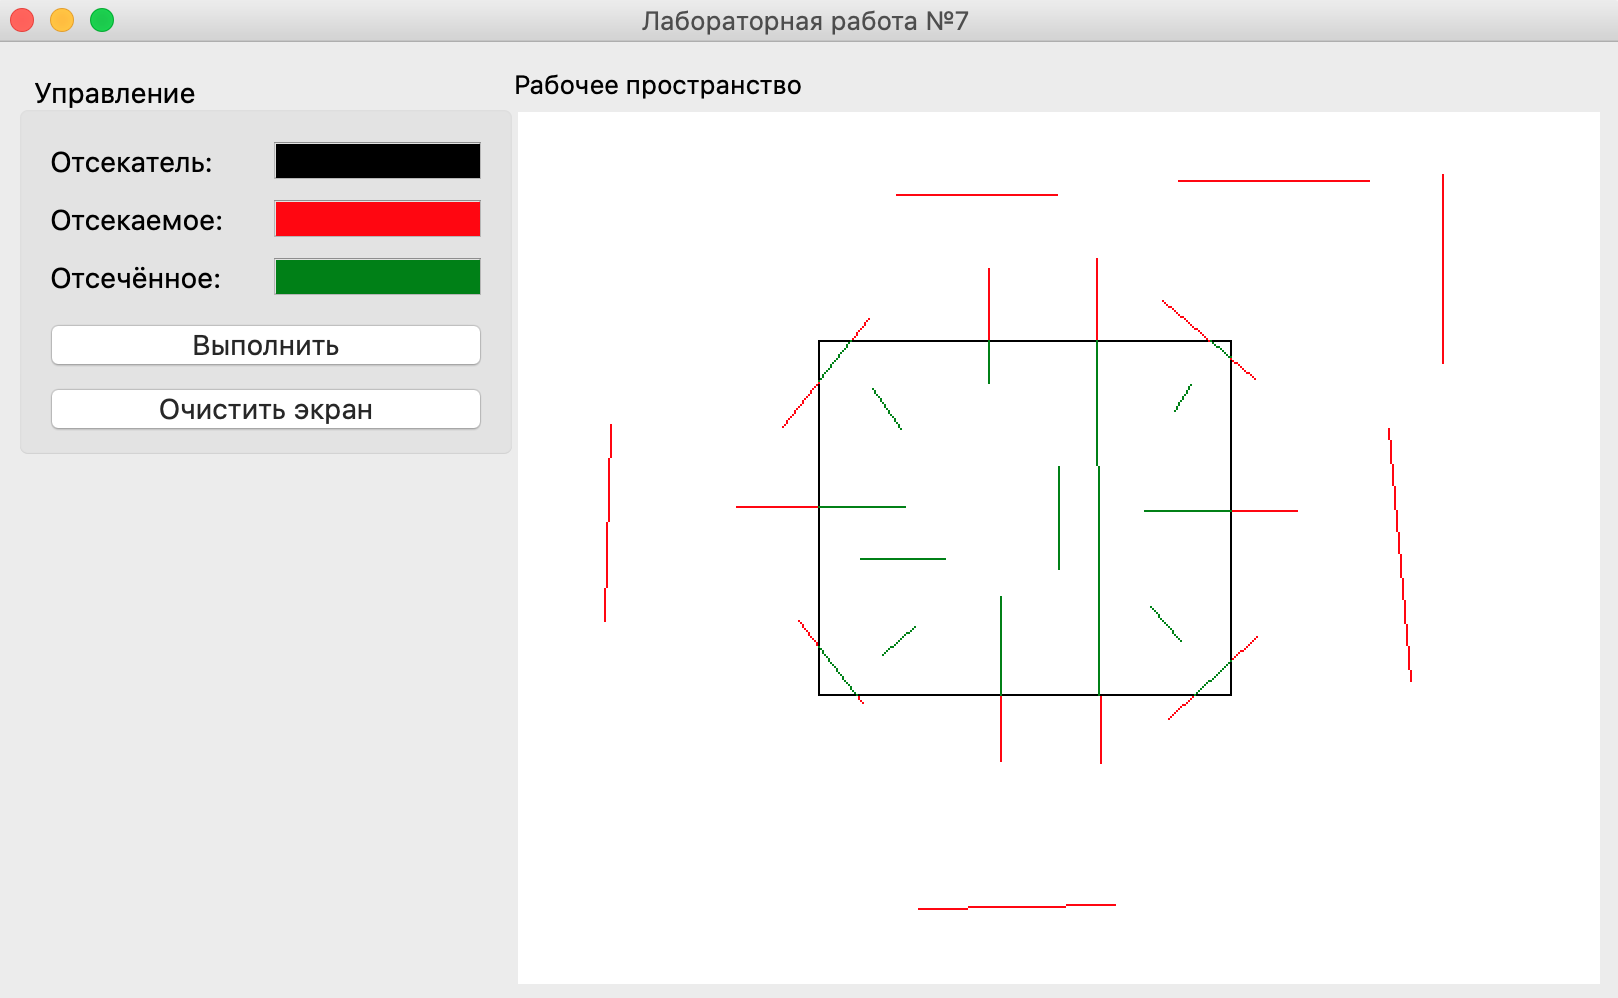 Лабораторная работа №7
Управление
Рабочее пространство
Отсекатель:
Отсекаемое:
Отсечённое:
Выполнить
Очистить экран